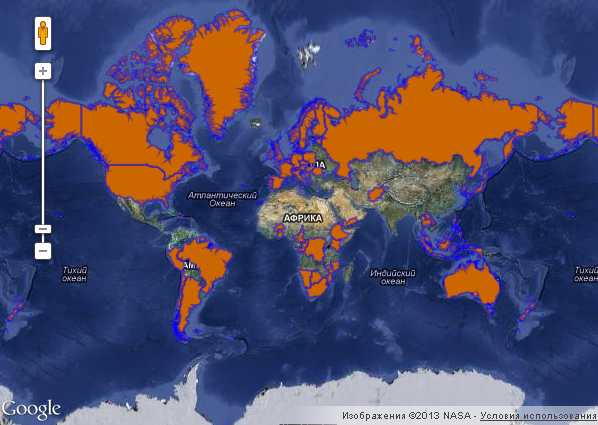 Атлантический
Океан
АФРИКА
Тихий
океан
Индийский
океан
Тихий
океан
Google
Изображения ©2013 NASA - Условия использования